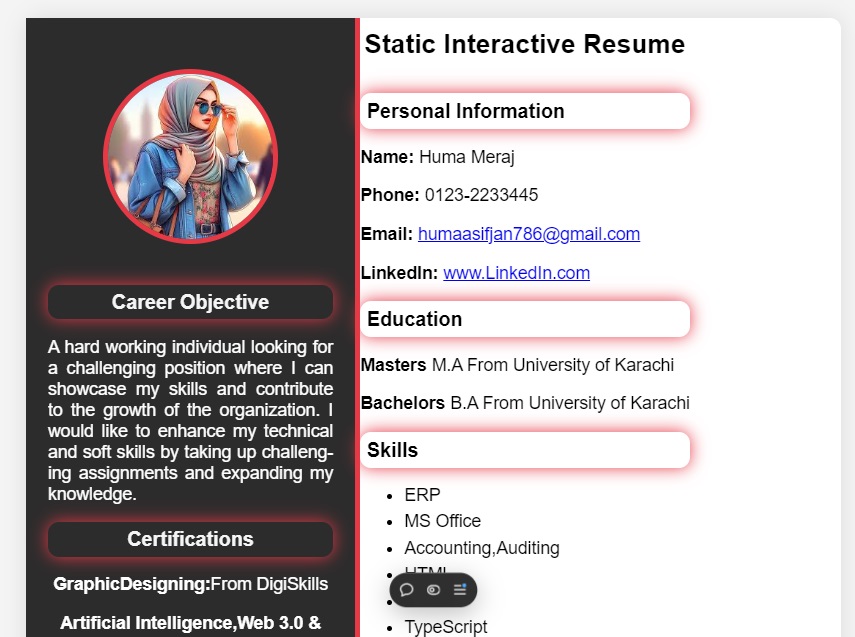 Static Interactive Resume
Career Objective
A hard working individual looking for
a challenging position where I can
showcase my skills and contribute
to the growth of the organization. I
would like to enhance my technical
and soft skills by taking up challeng-
ing assignments and expanding my
knowledge.
Certifications
GraphicDesigning:From DigiSkills
Artificial Intelligence,Web 3.0 &
Personal Information
Name: Huma Meraj
Phone: 0123-2233445
Email: humaasifjan786@gmail.com
LinkedIn: www.LinkedIn.com
Education
Masters M.A From University of Karachi
Bachelors B.A From University of Karachi
Skills
ERP
MS Office
Accounting,Auditing
HTML
TypeScript